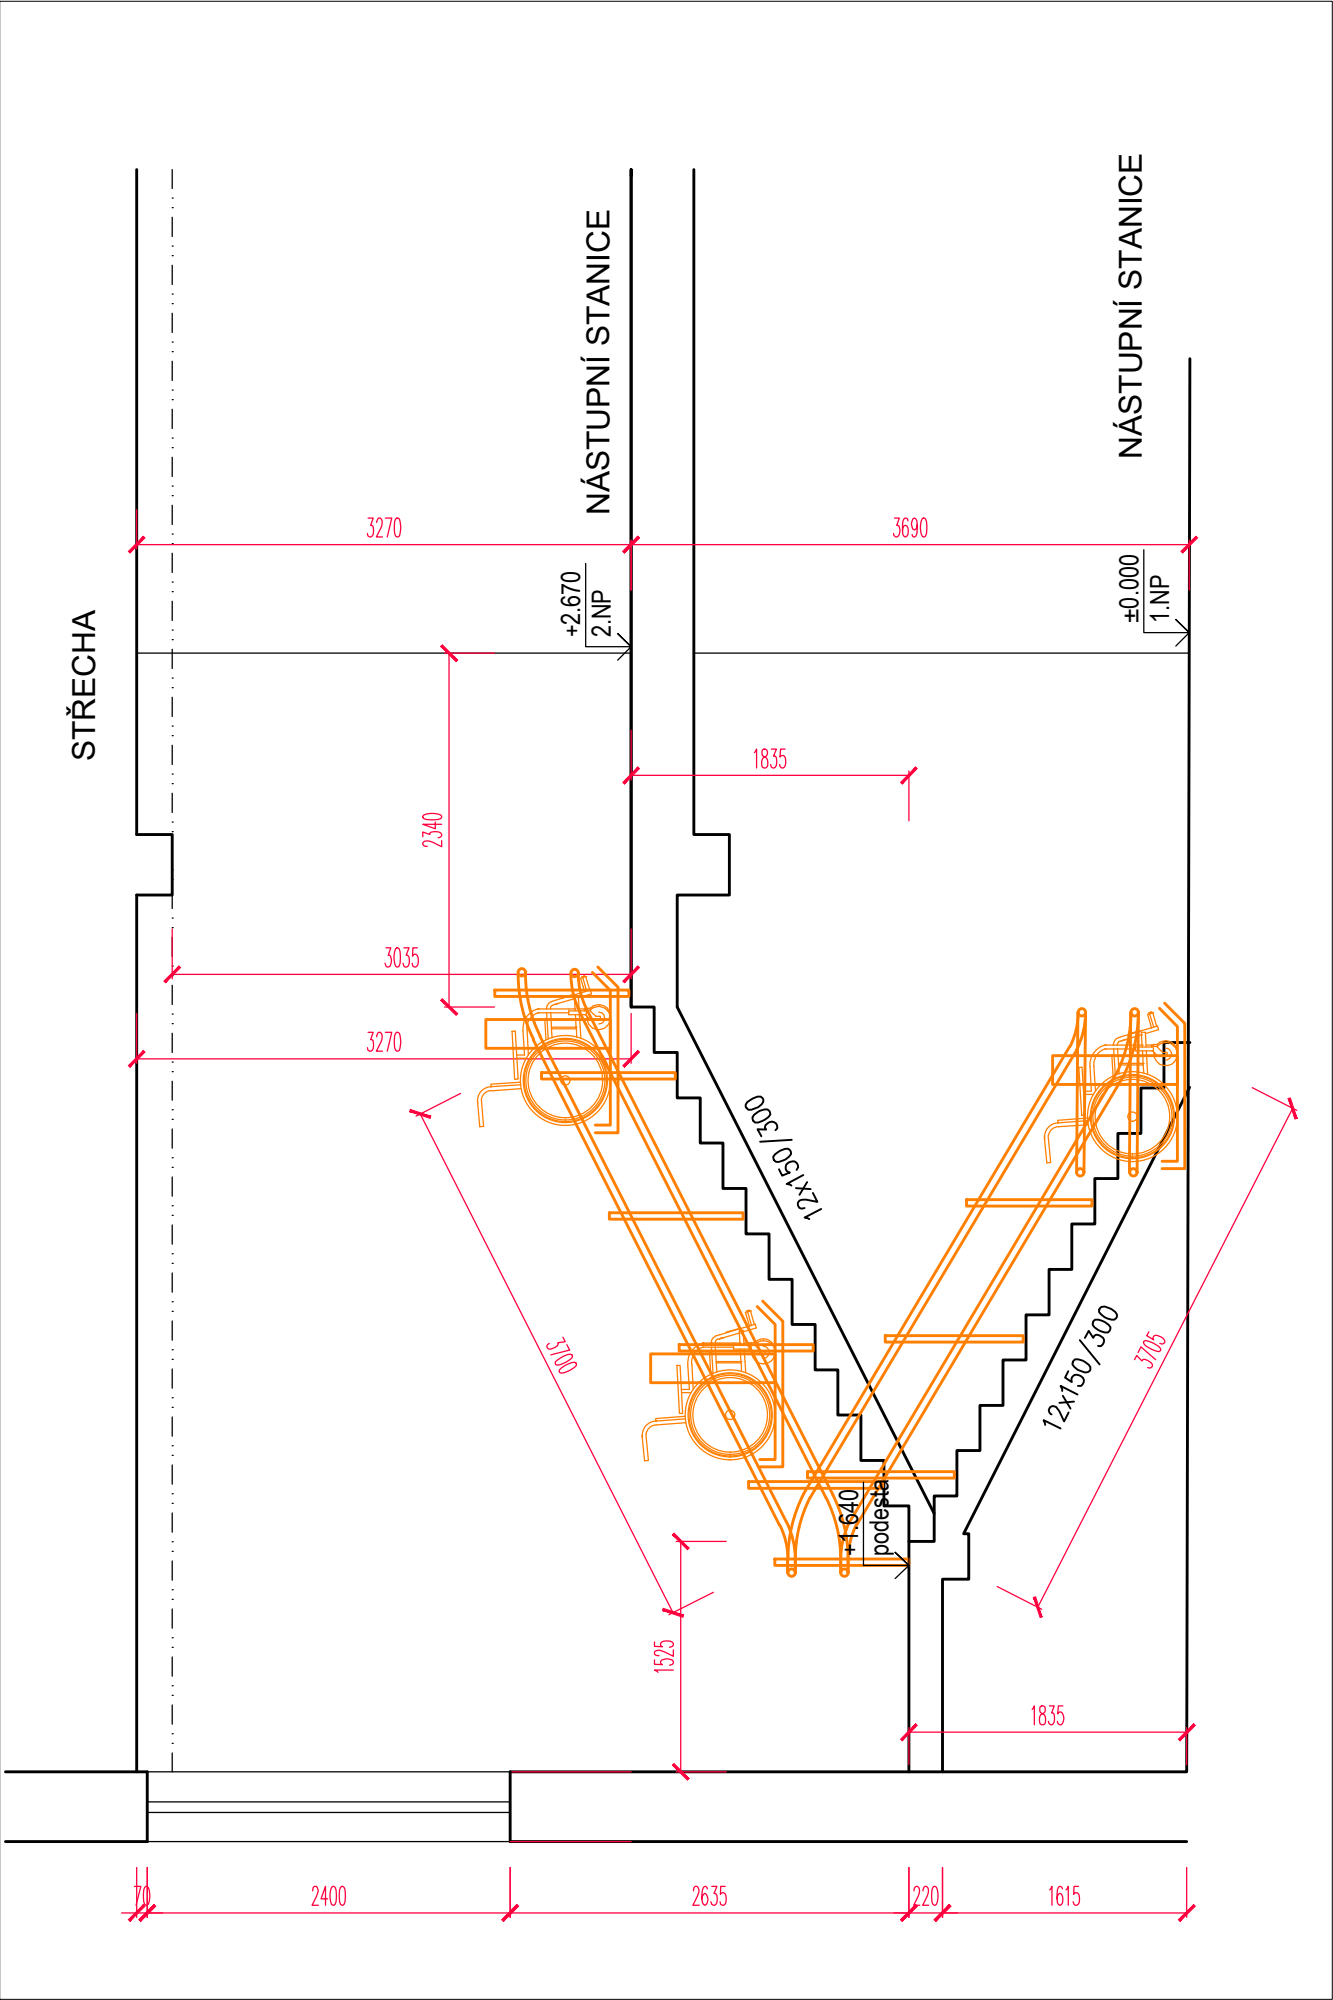 STŘECHA
3270
NÁSTUPNÍ STANICE
3690
NÁSTUPNÍ STANICE
+2.670
2.NP
±0.000
1.NP
2340
1835
3035
3270
12x150/300
3700
12x150/300
3705
+1.640
podesta
1525
1835
70
2400
2635
220
1615